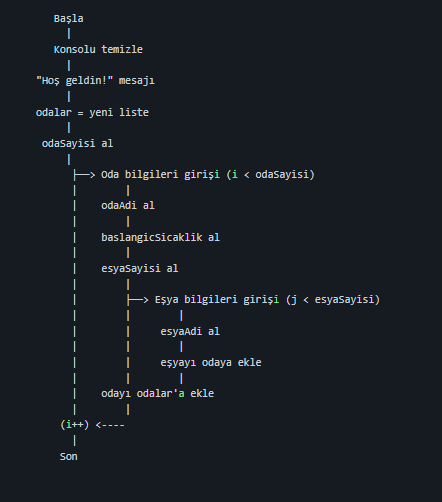 Başla
Konsolu temizle
"Hoş geldin!" mesajı
odalar = yeni liste
odaSayisi al
Oda bilgileri girişi (i < odaSayisi)
odaAdi al
baslangicSicaklik al
esyaSayisi al
Eşya bilgileri girişi (j < esyaSayisi)
esyaAdi al
eşyayı odaya ekle
odayı odalar'a ekle
(i++) <----
Son